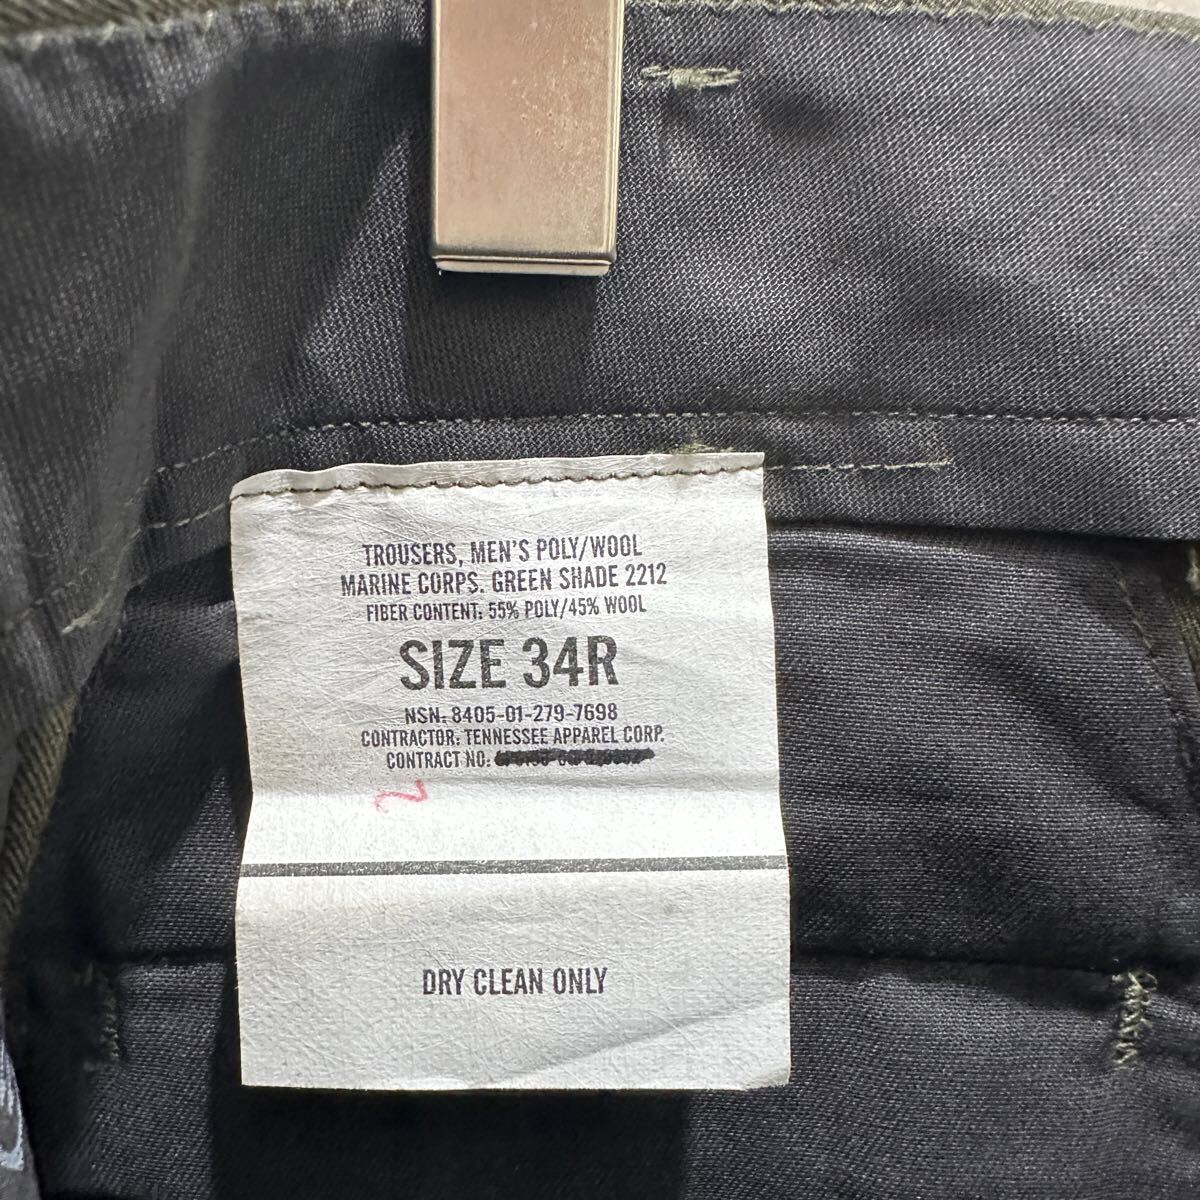 TROUSERS, MEN'S POLY/WOOL
MARINE CORPS. GREEN SHADE 2212
FIBER CONTENT: 55% POLY/45% WOOL
SIZE 34R
NSN: 8405-01-279-7698
CONTRACTOR: TENNESSEE APPAREL CORP.
CONTRACT NO:
2
DRY CLEAN ONLY